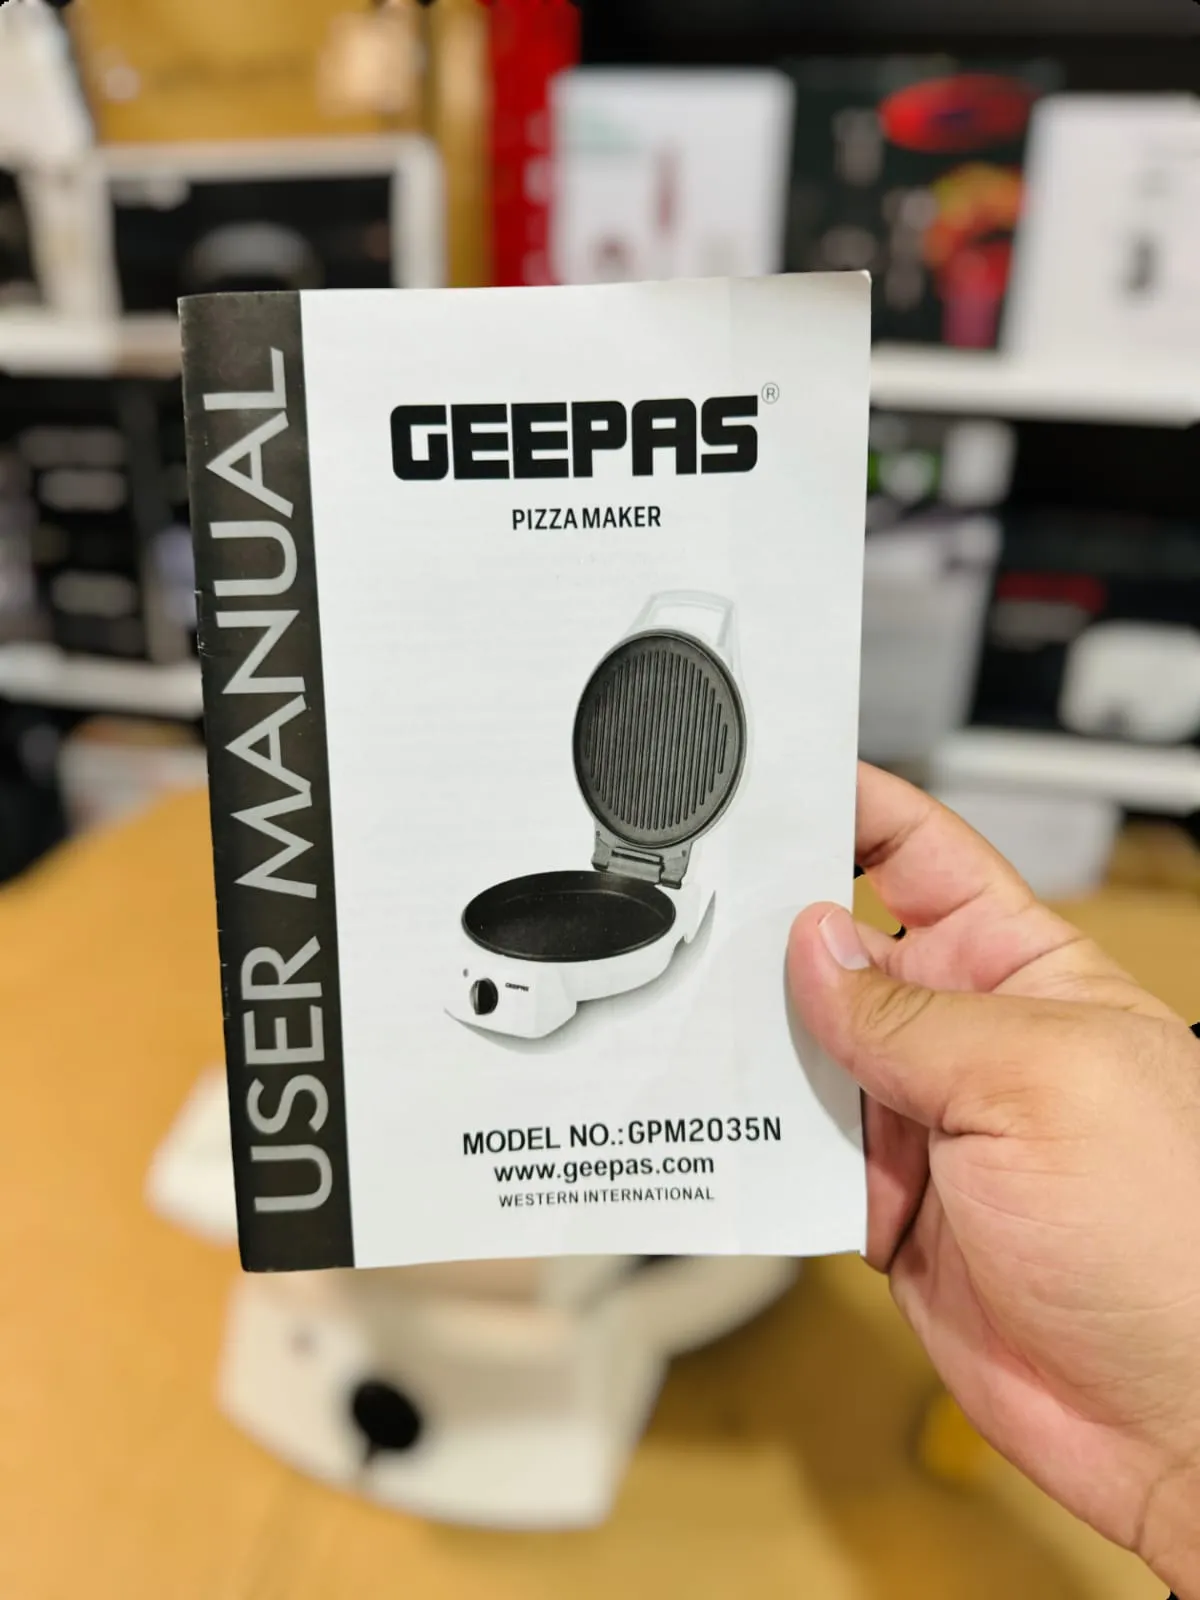 USER MANUAL
GEEPAS®
PIZZA MAKER
GEEPAS
MODEL NO.:GPM2035N
www.geepas.com
WESTERN INTERNATIONAL